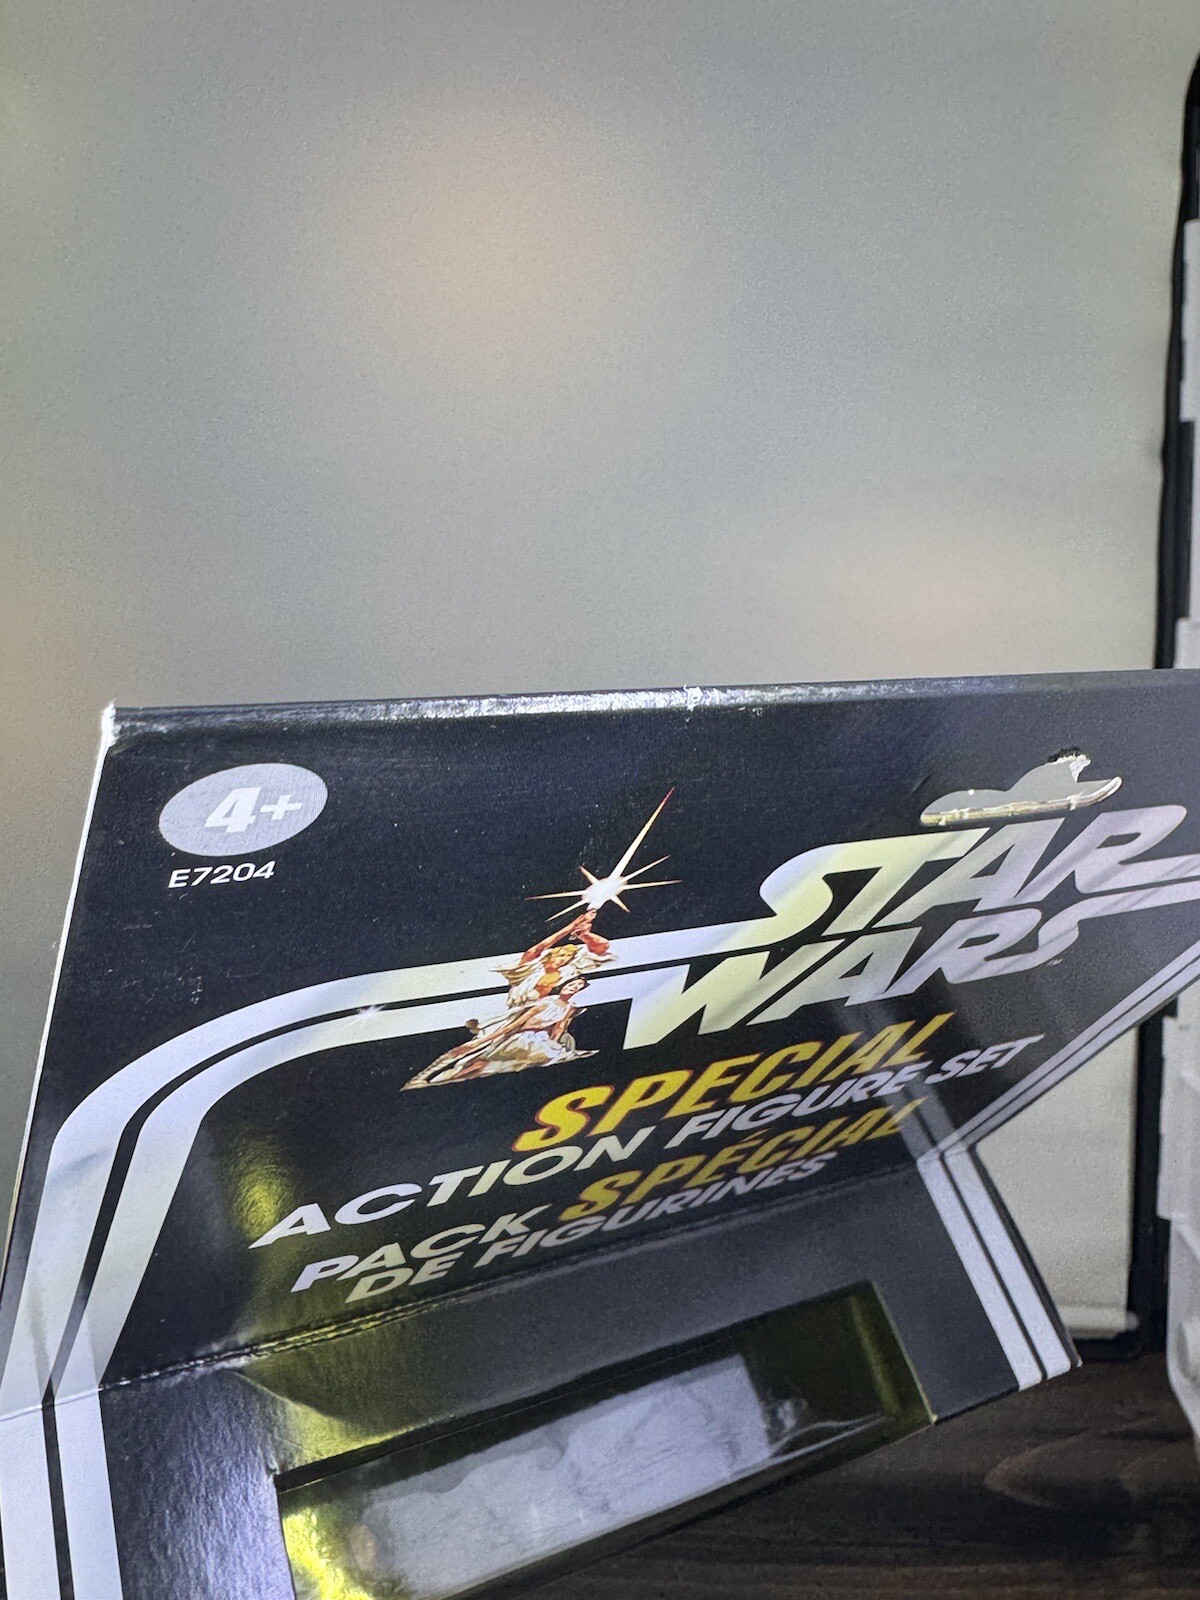 4+
E7204
STAR
WARS
SPECIAL
ACTION FIGURE SET
PACK SPÉCIAL
DE FIGURINES